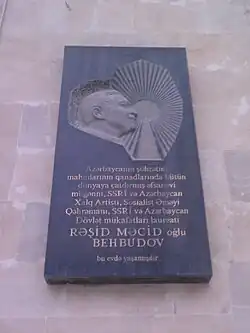 Azərbaycanın şöhrətini
mahnılarının qanadlarında bütün
dünyaya çatdırmış əfsanəvi
müğənni, SSRİ və Azərbaycan
Xalq Artisti, Sosialist Əməyi
Qəhrəmanı, SSRİ və Azərbaycan
Dövlət mükafatları laureatı
RƏŞİD MƏCİD oğlu
BEHBUDOV
bu evdə yaşamışdır